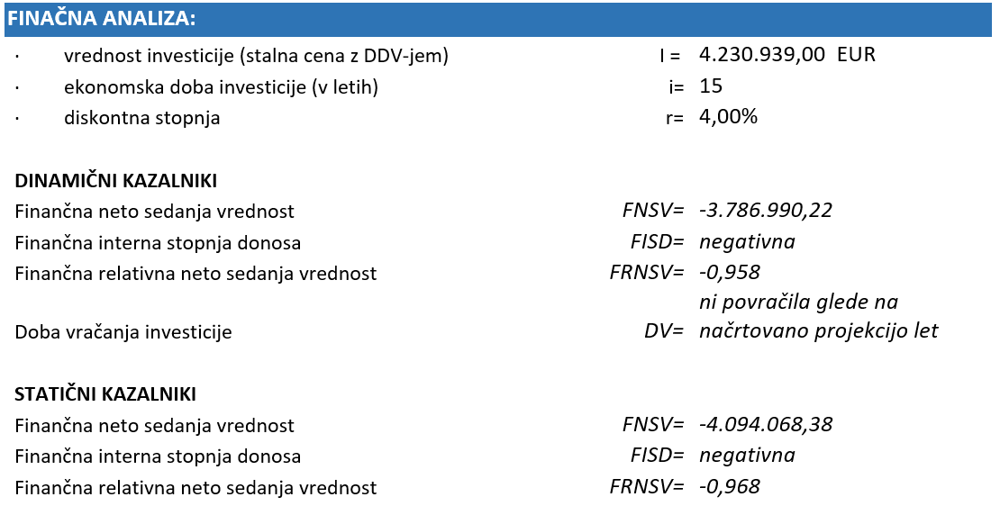 FINAČNA ANALIZA:
· vrednost investicije (stalna cena z DDV-jem) I = 4.230.939,00 EUR
· ekonomska doba investicije (v letih) i= 15
· diskontna stopnja r= 4,00%
DINAMIČNI KAZALNIKI
Finančna neto sedanja vrednost FNSV= -3.786.990,22
Finančna interna stopnja donosa FISD= negativna
Finančna relativna neto sedanja vrednost FRNSV= -0,958
ni povračila glede na
Doba vračanja investicije DV= načrtovano projekcijo let
STATIČNI KAZALNIKI
Finančna neto sedanja vrednost FNSV= -4.094.068,38
Finančna interna stopnja donosa FISD= negativna
Finančna relativna neto sedanja vrednost FRNSV= -0,968